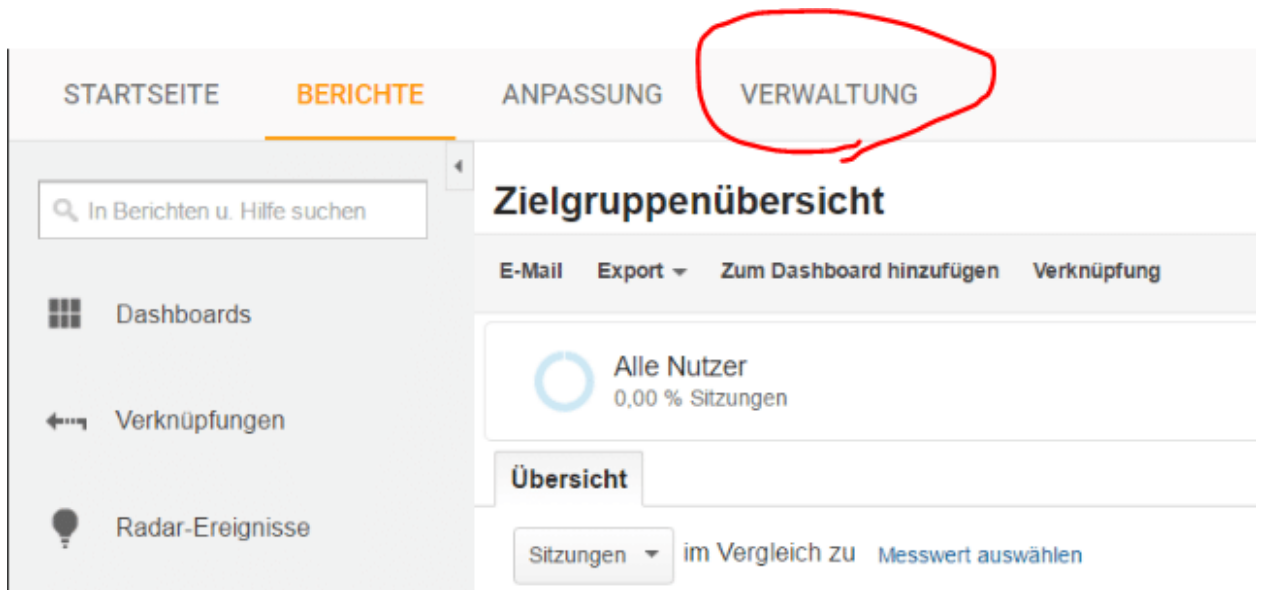 STARTSEITE BERICHTE ANPASSUNG VERWALTUNG
In Berichten u. Hilfe suchen
Dashboards
Verknüpfungen
Radar-Ereignisse
Zielgruppenübersicht
E-Mail Export Zum Dashboard hinzufügen Verknüpfung
Alle Nutzer
0,00 % Sitzungen
Übersicht
Sitzungen im Vergleich zu Messwert auswählen